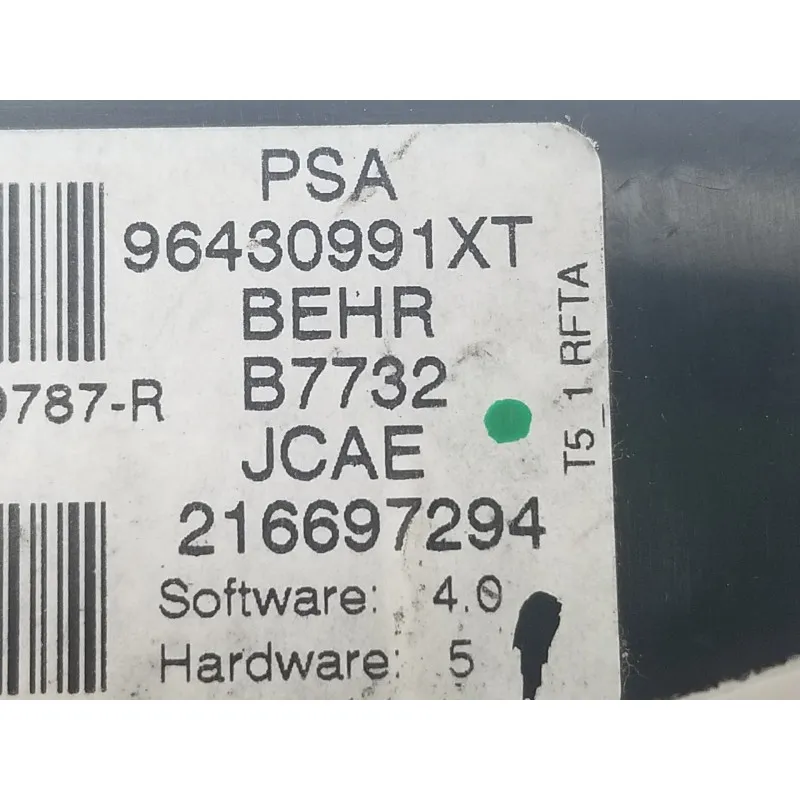 PSA
96430991XT
BEHR
B7732
9787-R
JCAE
216697294
Software: 4.0
Hardware: 5
T5_1 RFTA